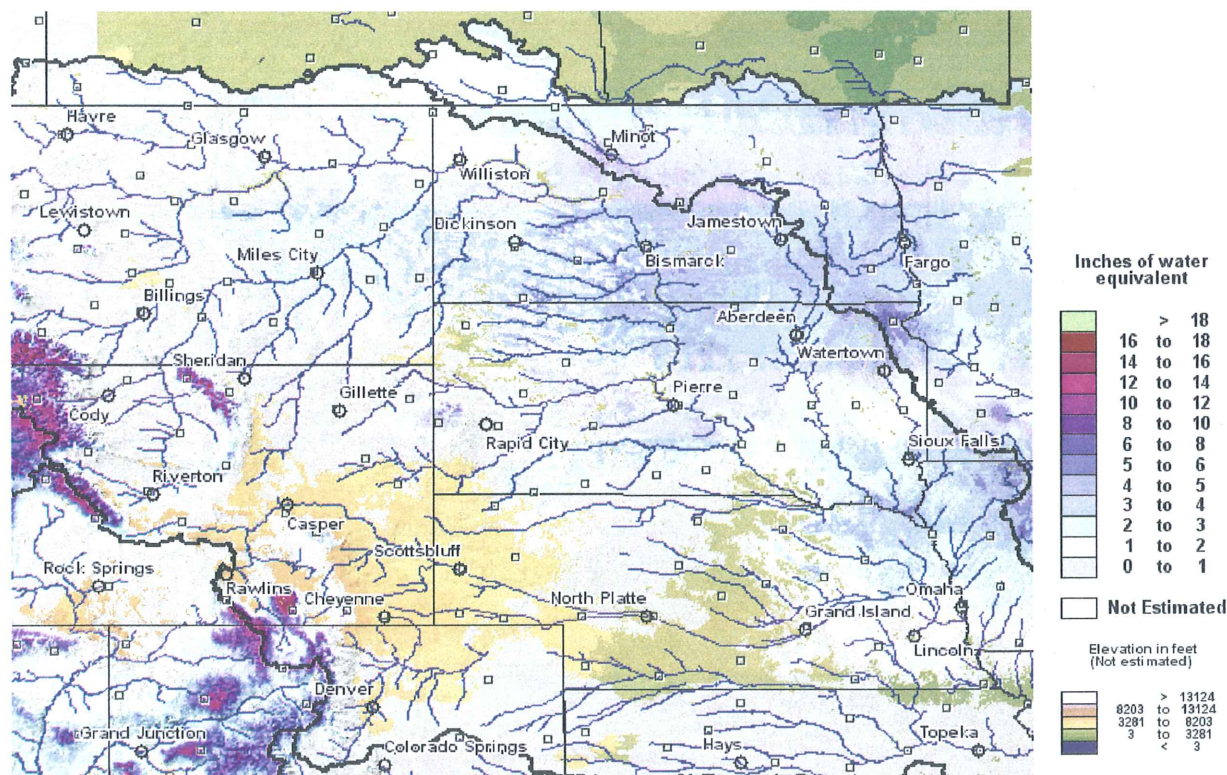 Havre
Glasgow
Minot
Williston
Lewistown
Dickinson
Jamestown
Miles City
Bismarck
Fargo
Billings
Aberdeen
Sheridan
Watertown
Gillette
Pierre
Cody
Rapid City
Sioux Falls
Riverton
Casper
Scottsbluff
Rock Springs
Rawlins
Cheyenne
North Platte
Omaha
Grand Island
Lincoln
Denver
Grand Junction
Colorado Springs
Hays
Topeka
Inches of water
equivalent
> 18
16 to 18
14 to 16
12 to 14
10 to 12
8 to 10
6 to 8
5 to 6
4 to 5
3 to 4
2 to 3
1 to 2
0 to 1
Not Estimated
Elevation in feet
(Not estimated)
> 13124
8203 to 13124
3281 to 8203
3 to 3281
< 3